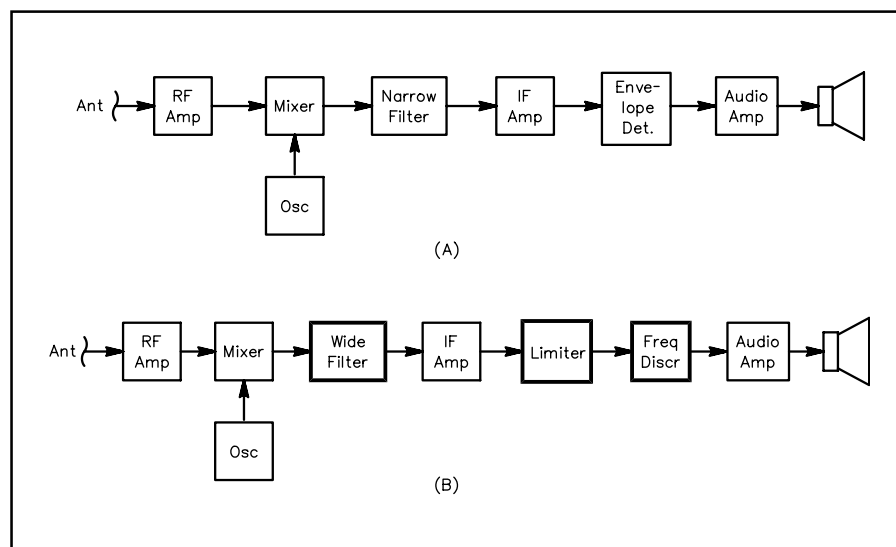 Ant
RF
Amp
Mixer
Narrow
Filter
IF
Amp
Enve-
lope
Det.
Audio
Amp
Osc
(A)
Ant
RF
Amp
Mixer
Wide
Filter
IF
Amp
Limiter
Freq
Discr
Audio
Amp
Osc
(B)